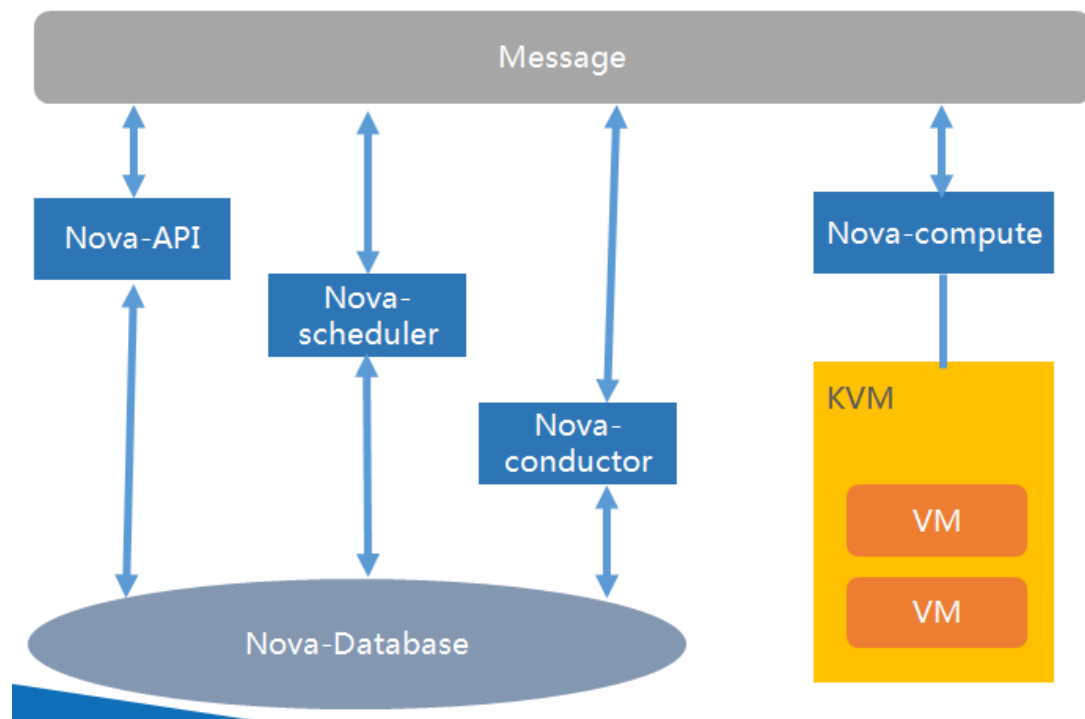 Message
Nova-API
Nova-compute
Nova-
scheduler
KVM
Nova-
conductor
VM
VM
Nova-Database